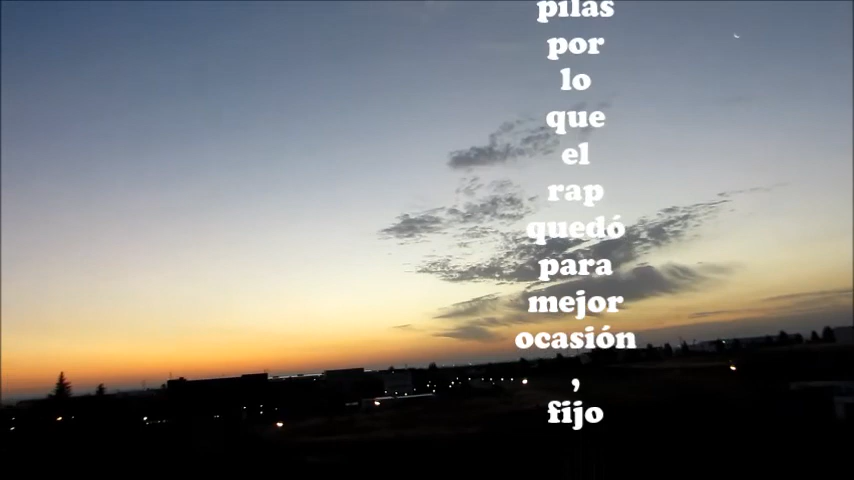 pilas
por
lo
que
el
rap
quedó
para
mejor
ocasión
,
fijo